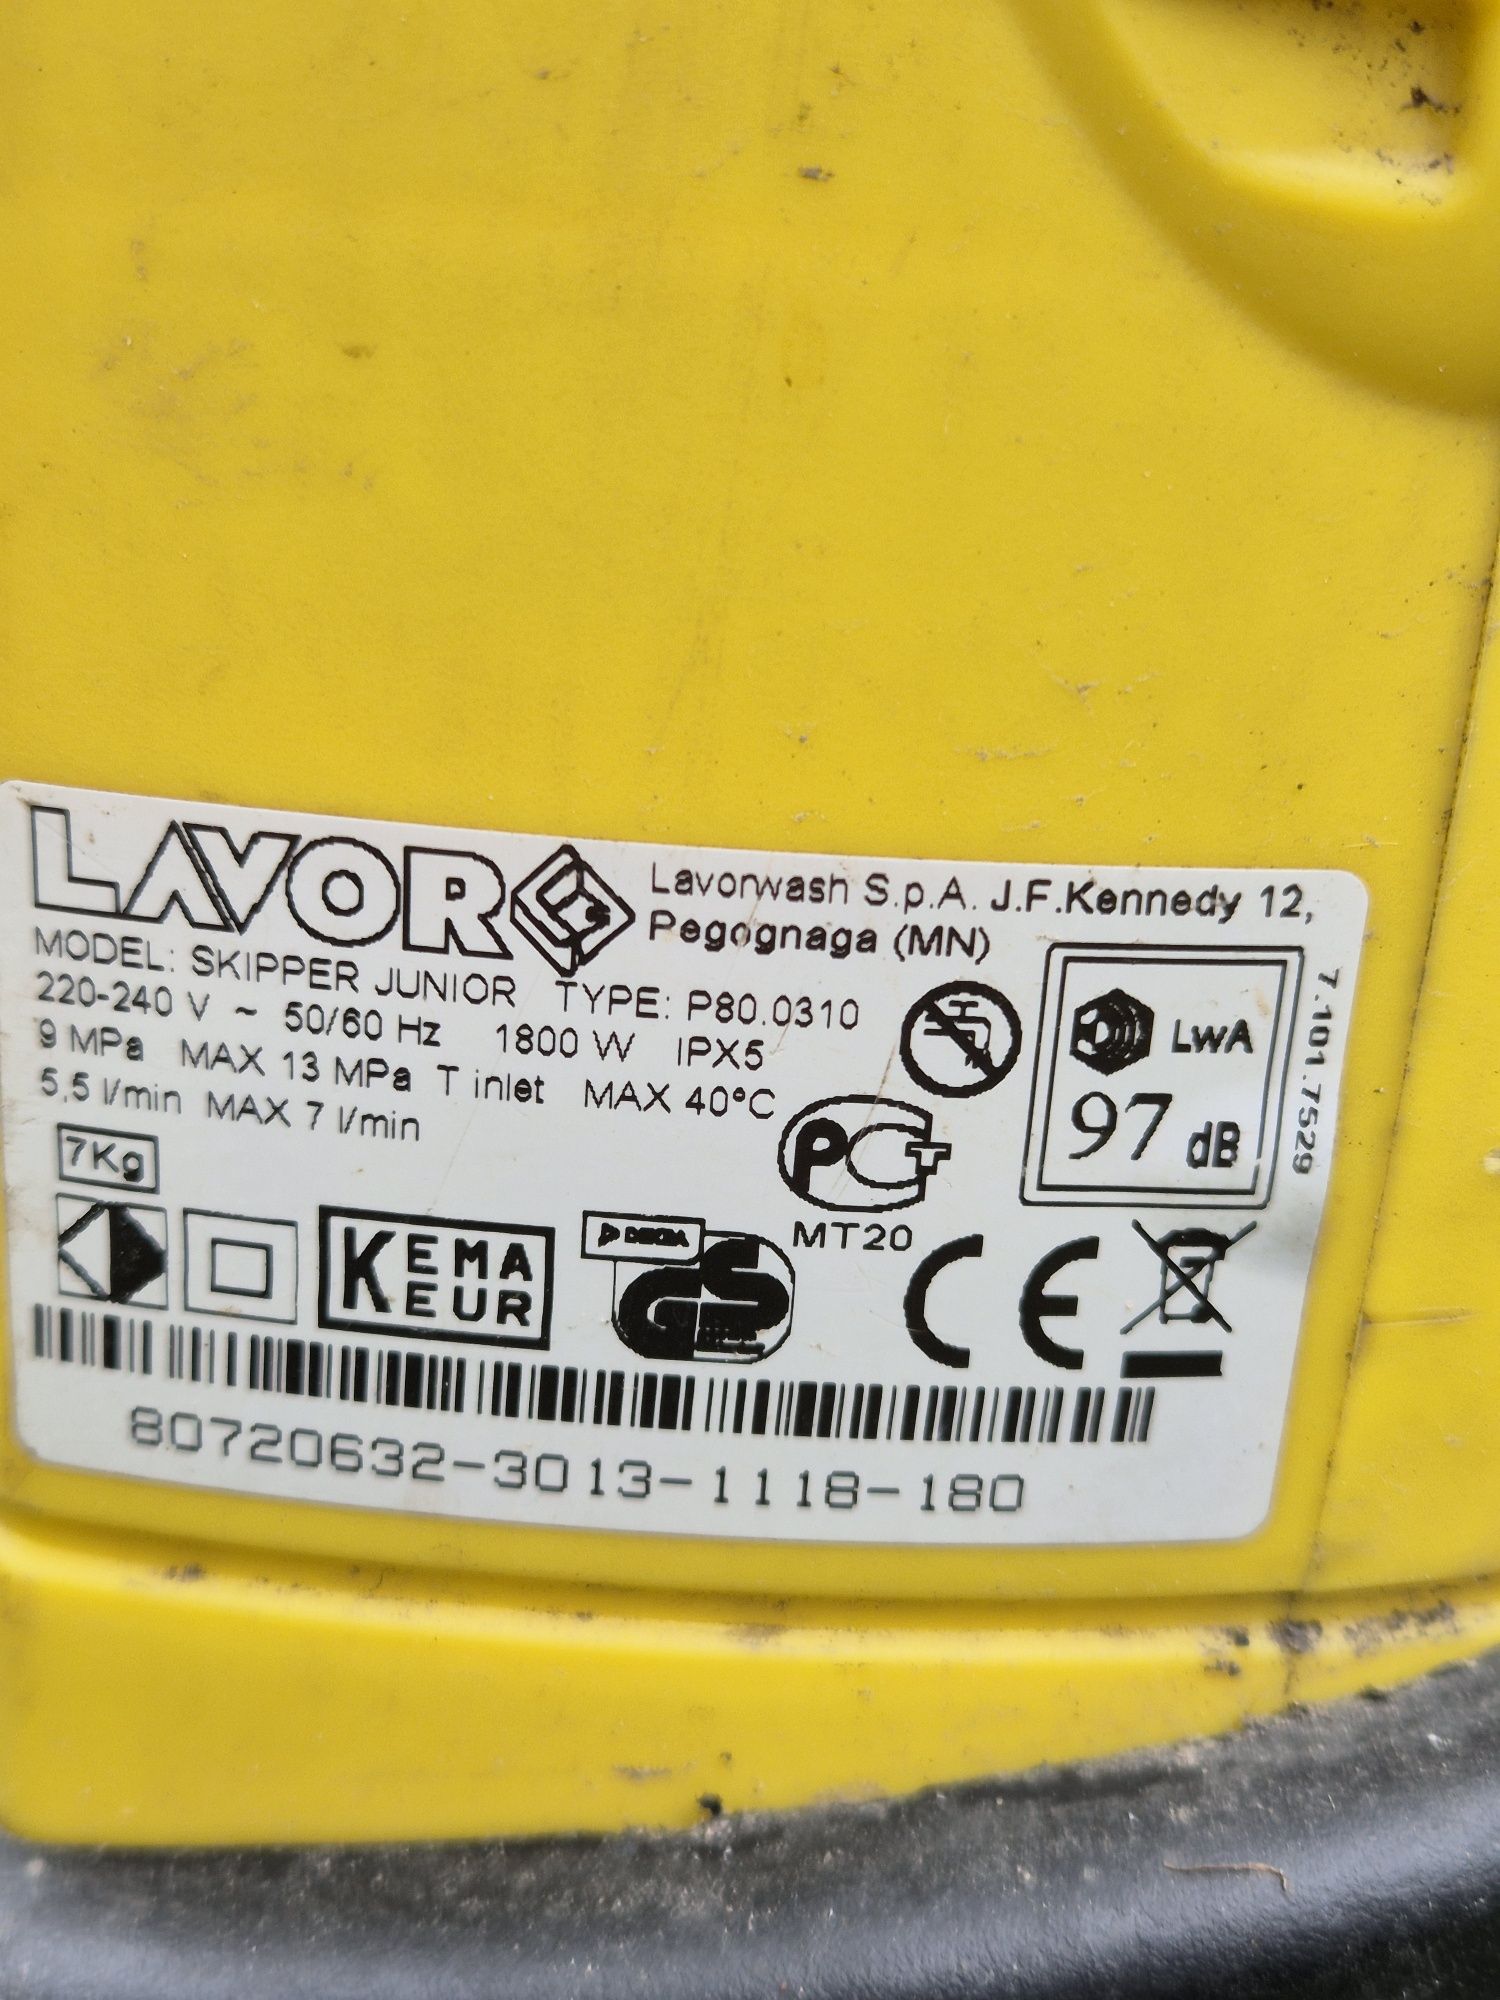 LAVOR
Lavorwash S.p.A. J.F.Kennedy 12,
Pegognaga (MN)
MODEL: SKIPPER JUNIOR TYPE: P80.0310
220-240 V ~ 50/60 Hz 1800 W IPX5
9 MPa MAX 13 MPa T inlet MAX 40°C
5,5 l/min MAX 7 l/min
7Kg
LWA
97 dB
7.101.7529
PCT
MT20
KEMA
KEUR
DEKRA
GS
CE
80720632-3013-1118-180